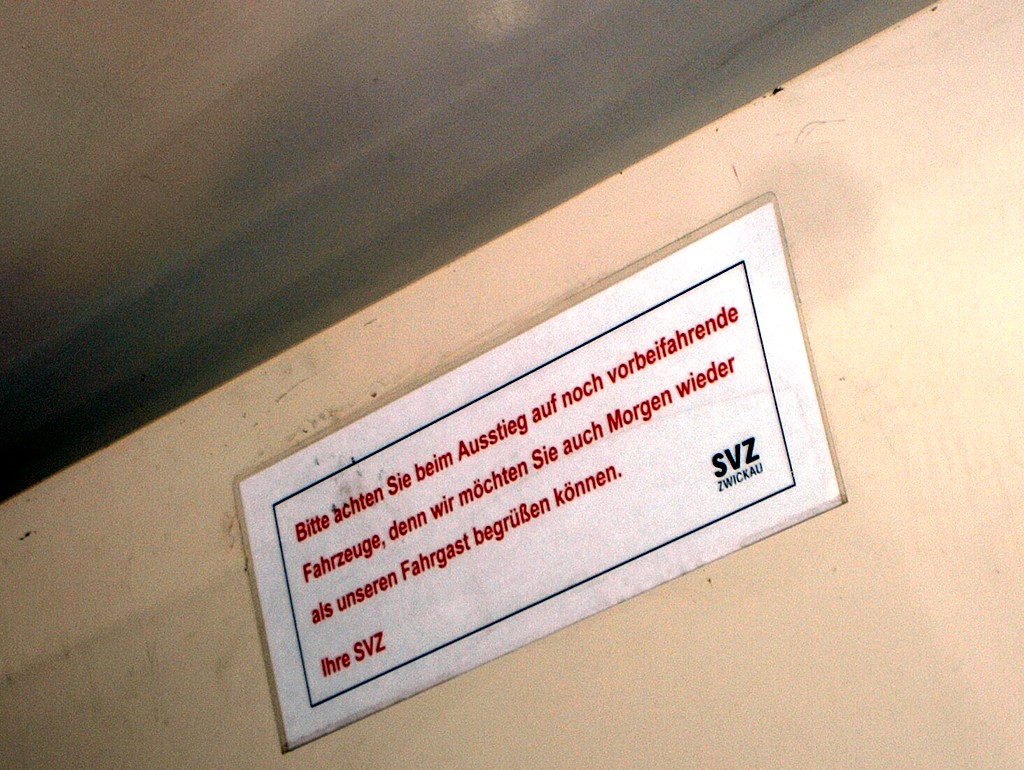 Bitte achten Sie beim Ausstieg auf noch vorbeifahrende
Fahrzeuge, denn wir möchten Sie auch Morgen wieder
als unseren Fahrgast begrüßen können.
Ihre SVZ
SVZ
ZWICKAU